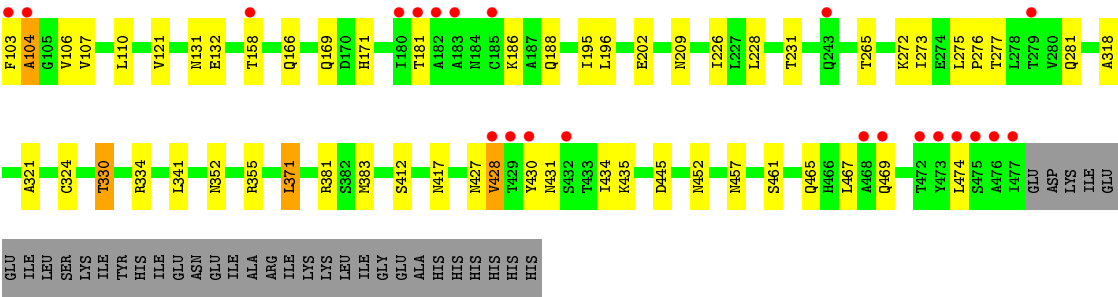 F103 A104 G105 V106 V107 L110 V121 N131 E132 T158 Q166 Q169 D170 H171 I180 T181 A182 A183 N184 C185 K186 A187 Q188 I195 L196 E202 N209 I226 L227 L228 T231 Q243 T265 K272 I273 E274 L275 P276 T277 L278 T279 V280 Q281 A318
A321 C324 T330 R334 L341 N352 R355 L371 R381 S382 M383 S412 N417 N427 V428 T429 Y430 N431 S432 T433 I434 K435 D445 N452 N457 S461 Q465 H466 L467 A468 Q469 T472 Y473 L474 S475 A476 I477 GLU ASP LYS ILE GLU
GLU ILE LEU SER LYS ILE TYR HIS ILE GLU ASN GLU ILE ALA ARG ILE LYS LYS LEU ILE GLY GLU ALA HIS HIS HIS HIS HIS HIS